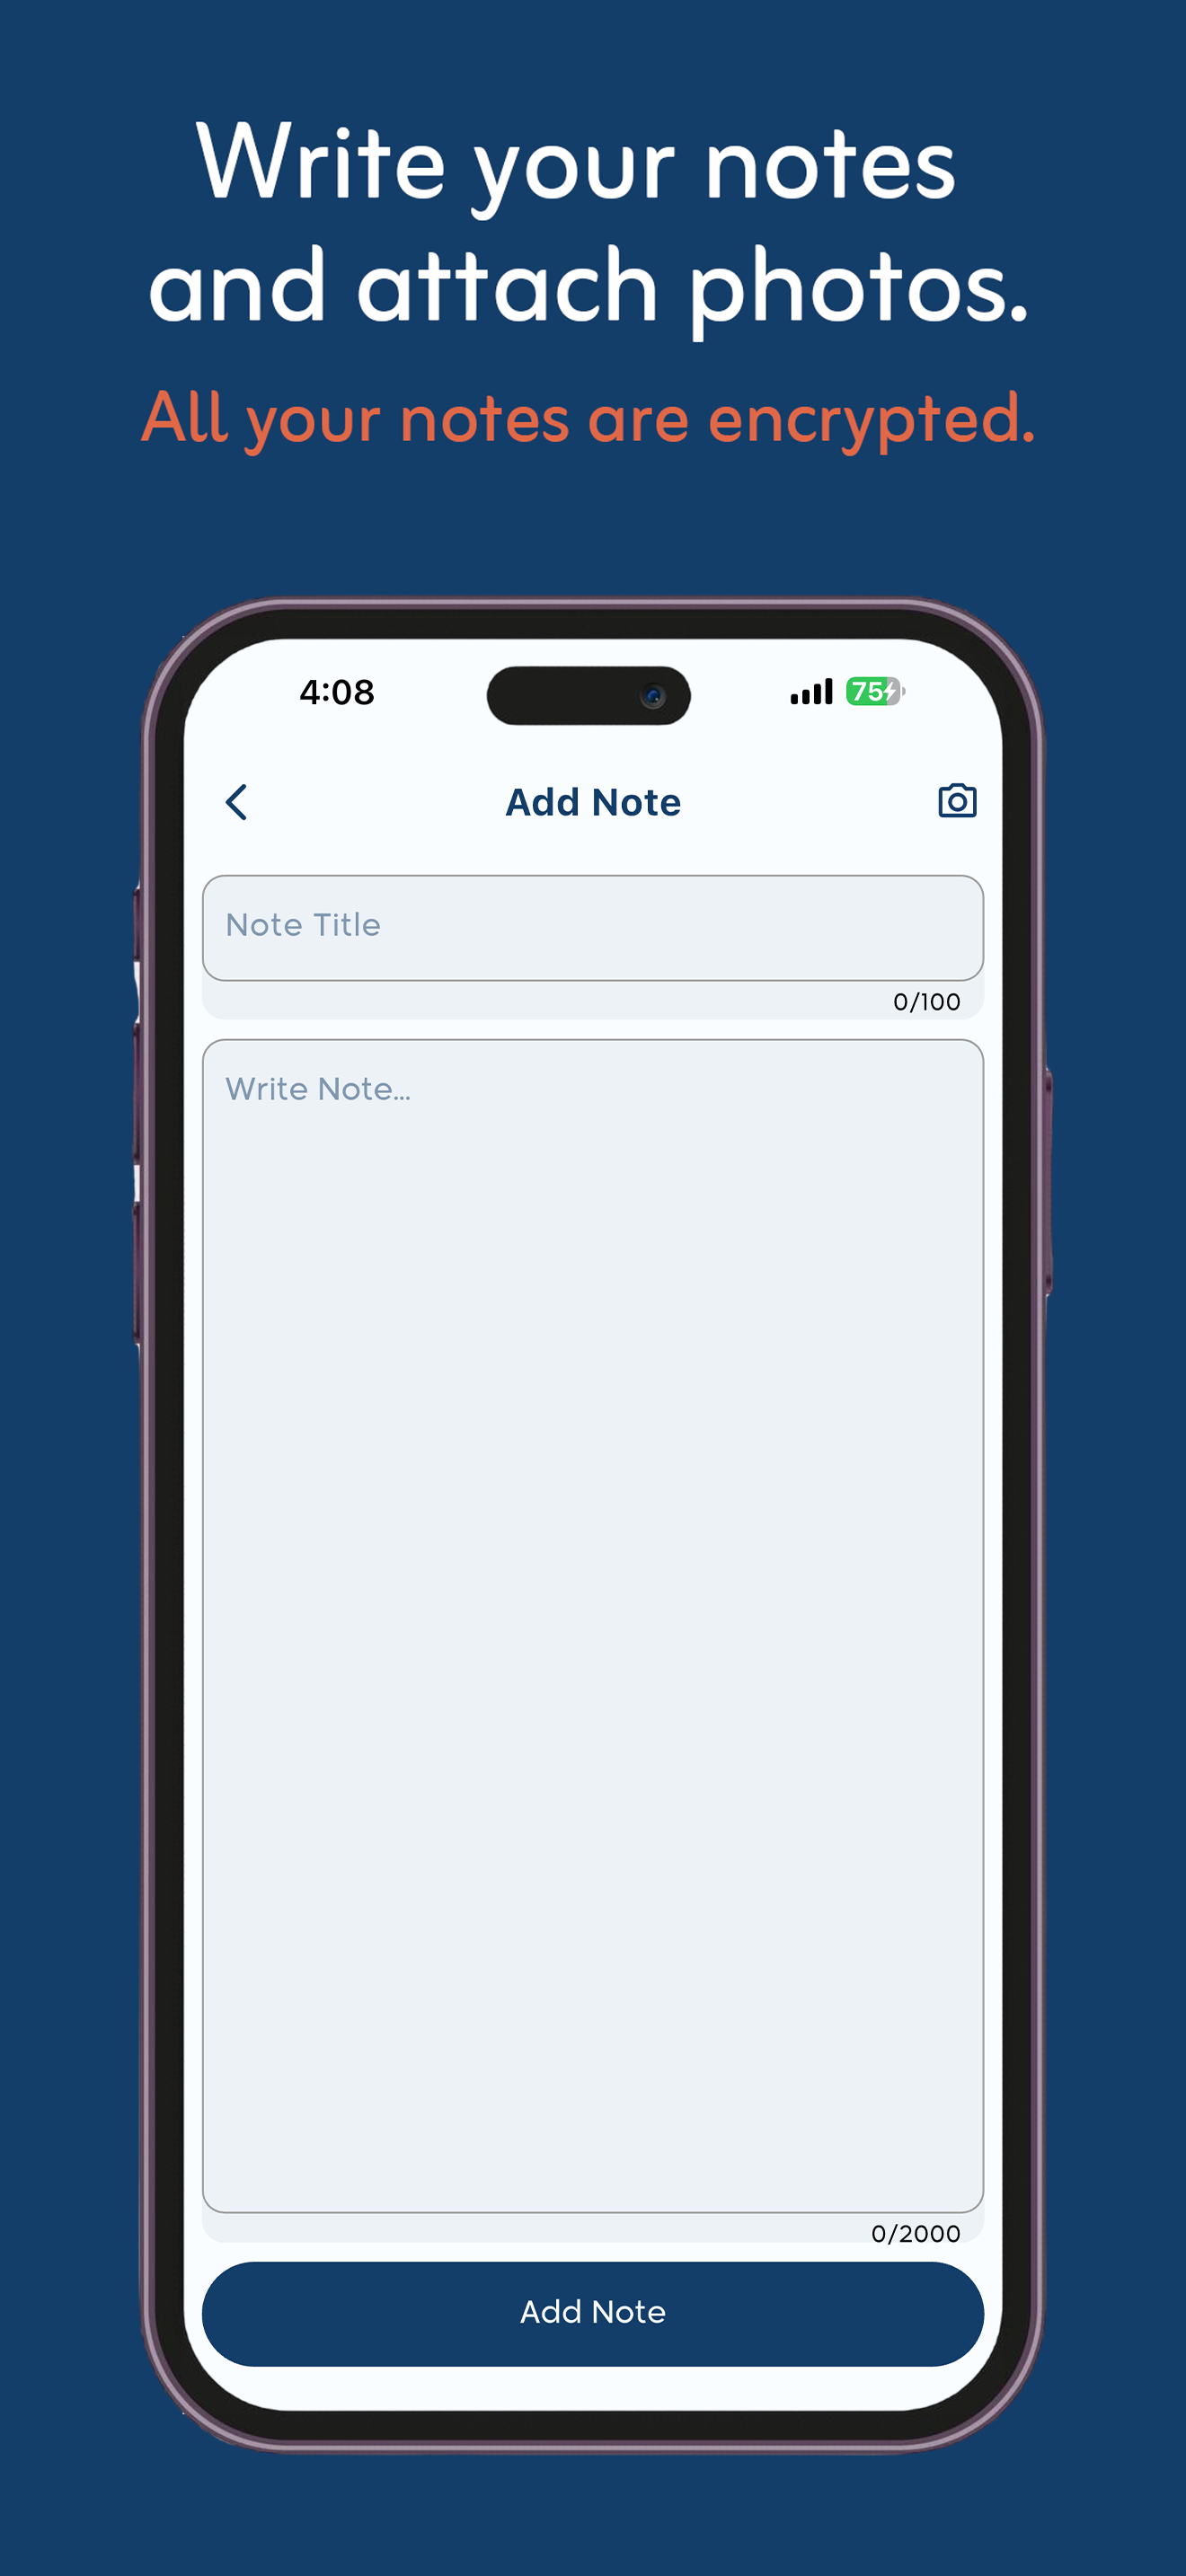 Write your notes
and attach photos.
All your notes are encrypted.
4:08
75
Add Note
Note Title
0/100
Write Note...
0/2000
Add Note